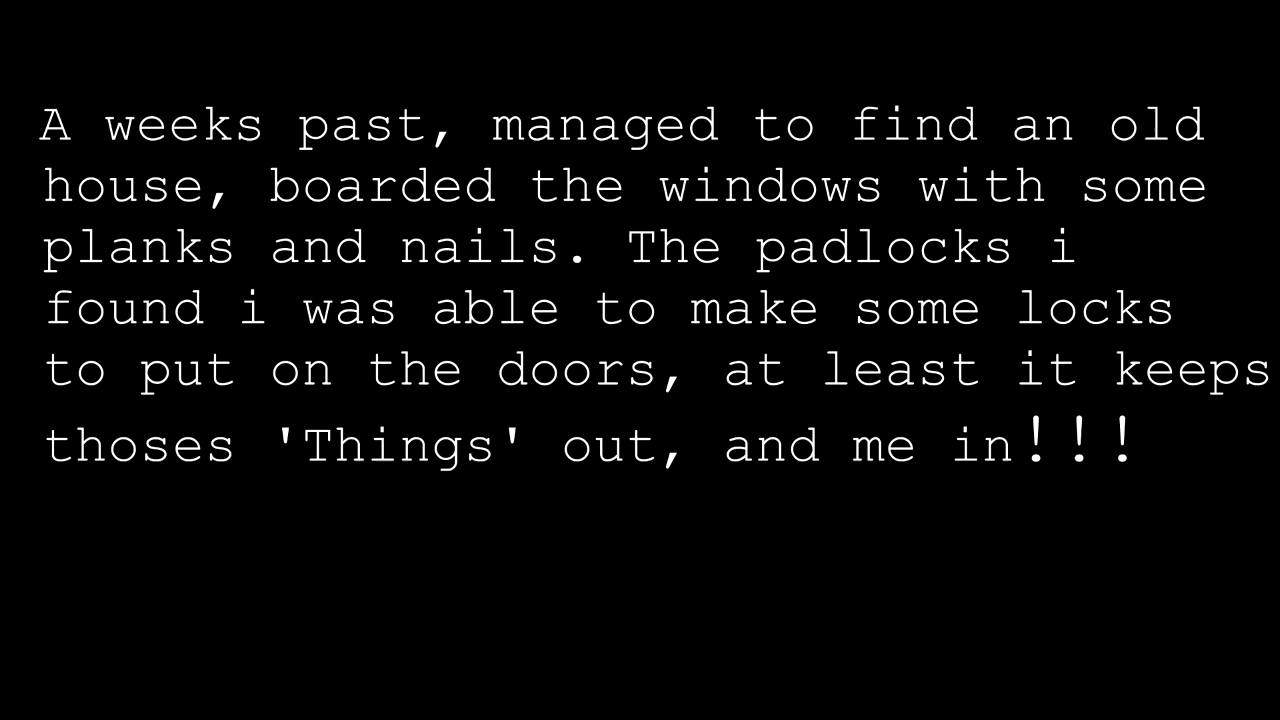 A weeks past, managed to find an old
house, boarded the windows with some
planks and nails. The padlocks i
found i was able to make some locks
to put on the doors, at least it keeps
thoses 'Things' out, and me in!!!